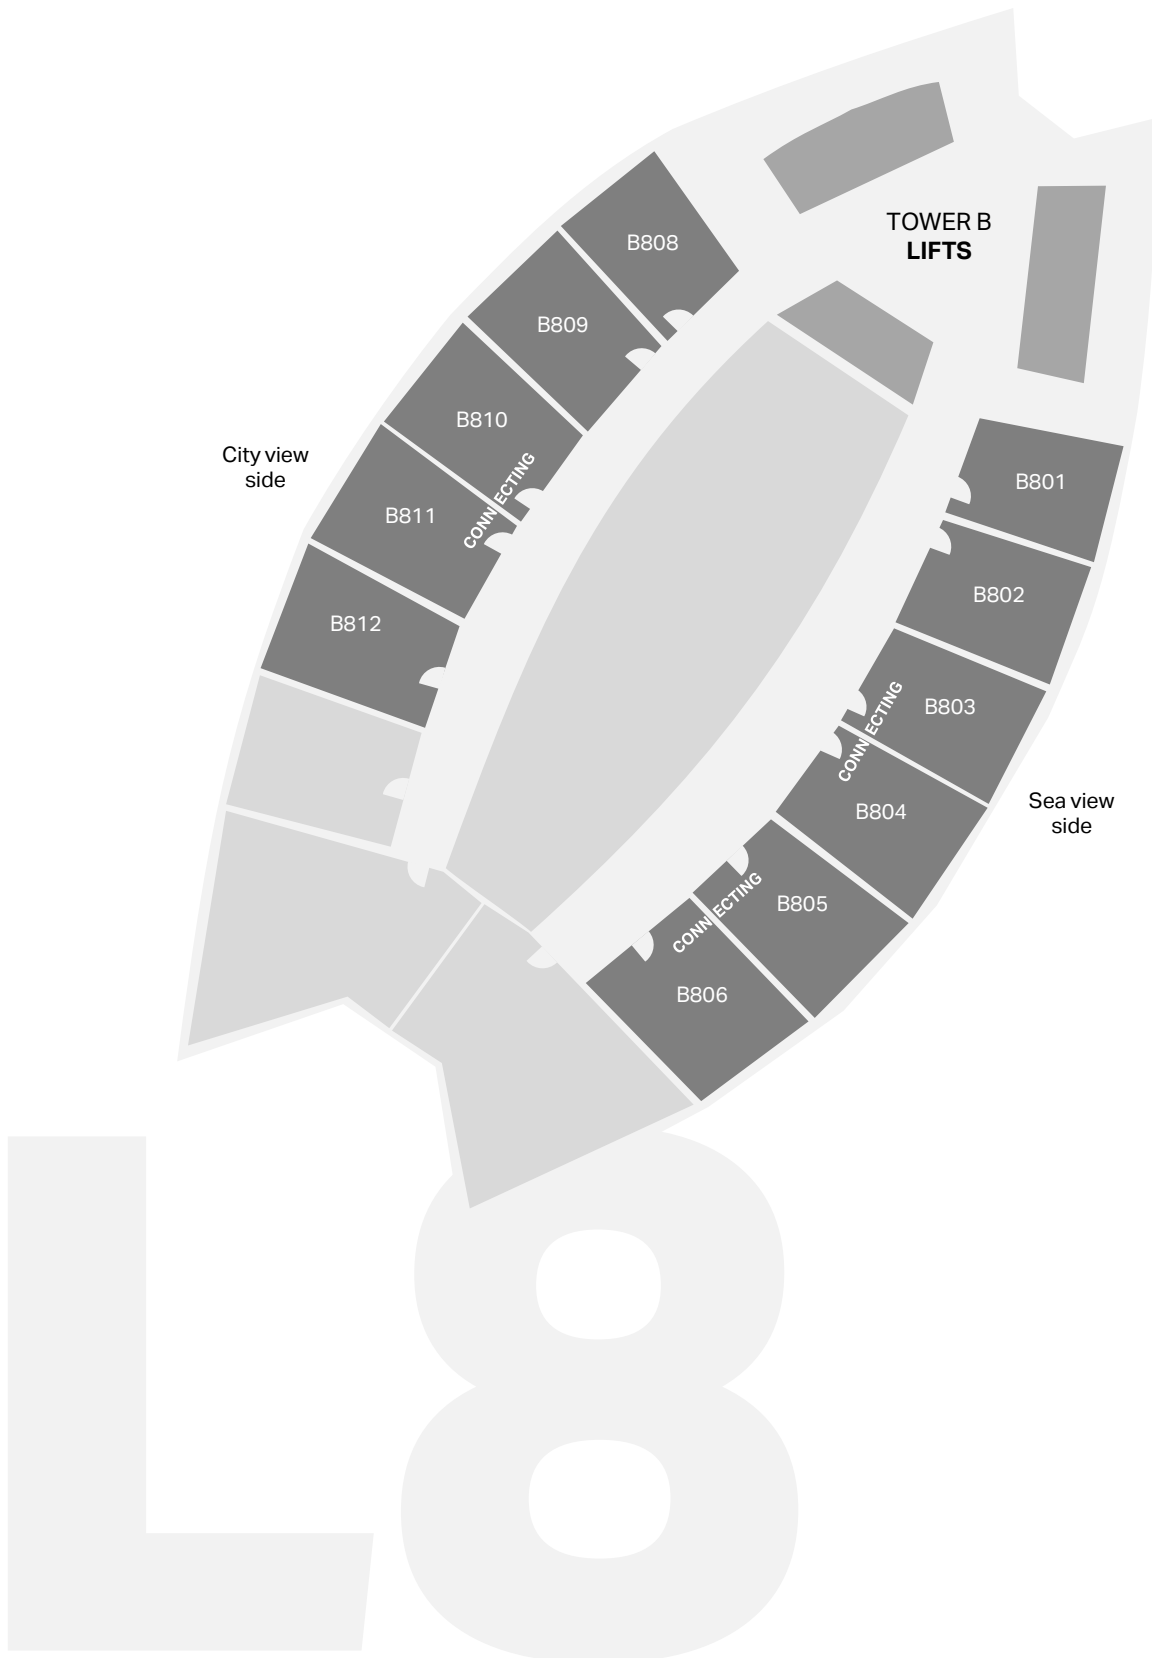 TOWER B
LIFTS
B808
B809
B810
CONNECTING
B811
B812
City view
side
B801
B802
B803
CONNECTING
B804
B805
CONNECTING
B806
Sea view
side
L8